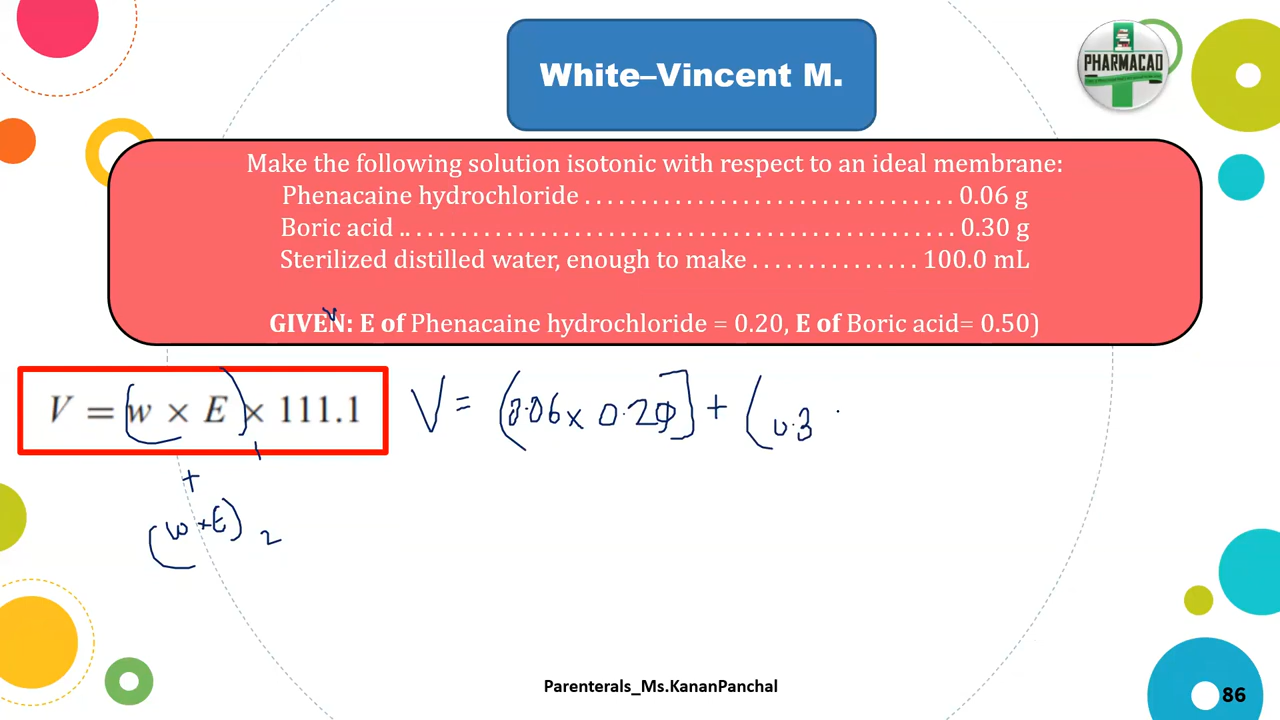 White–Vincent M.
PHARMACAD
Make the following solution isotonic with respect to an ideal membrane:
Phenacaine hydrochloride . . . . . . . . . . . . . . . . . . . . . . . . . . . . . . . . . 0.06 g
Boric acid .. . . . . . . . . . . . . . . . . . . . . . . . . . . . . . . . . . . . . . . . . . . . . . . . 0.30 g
Sterilized distilled water, enough to make . . . . . . . . . . . . . . . 100.0 mL
GIVEN: E of Phenacaine hydrochloride = 0.20, E of Boric acid= 0.50)
V = (w × E) × 111.1
V = (0.06 x 0.20) + (0.3 .
1
+
(w × E) 2
Parenterals_Ms.KananPanchal
86